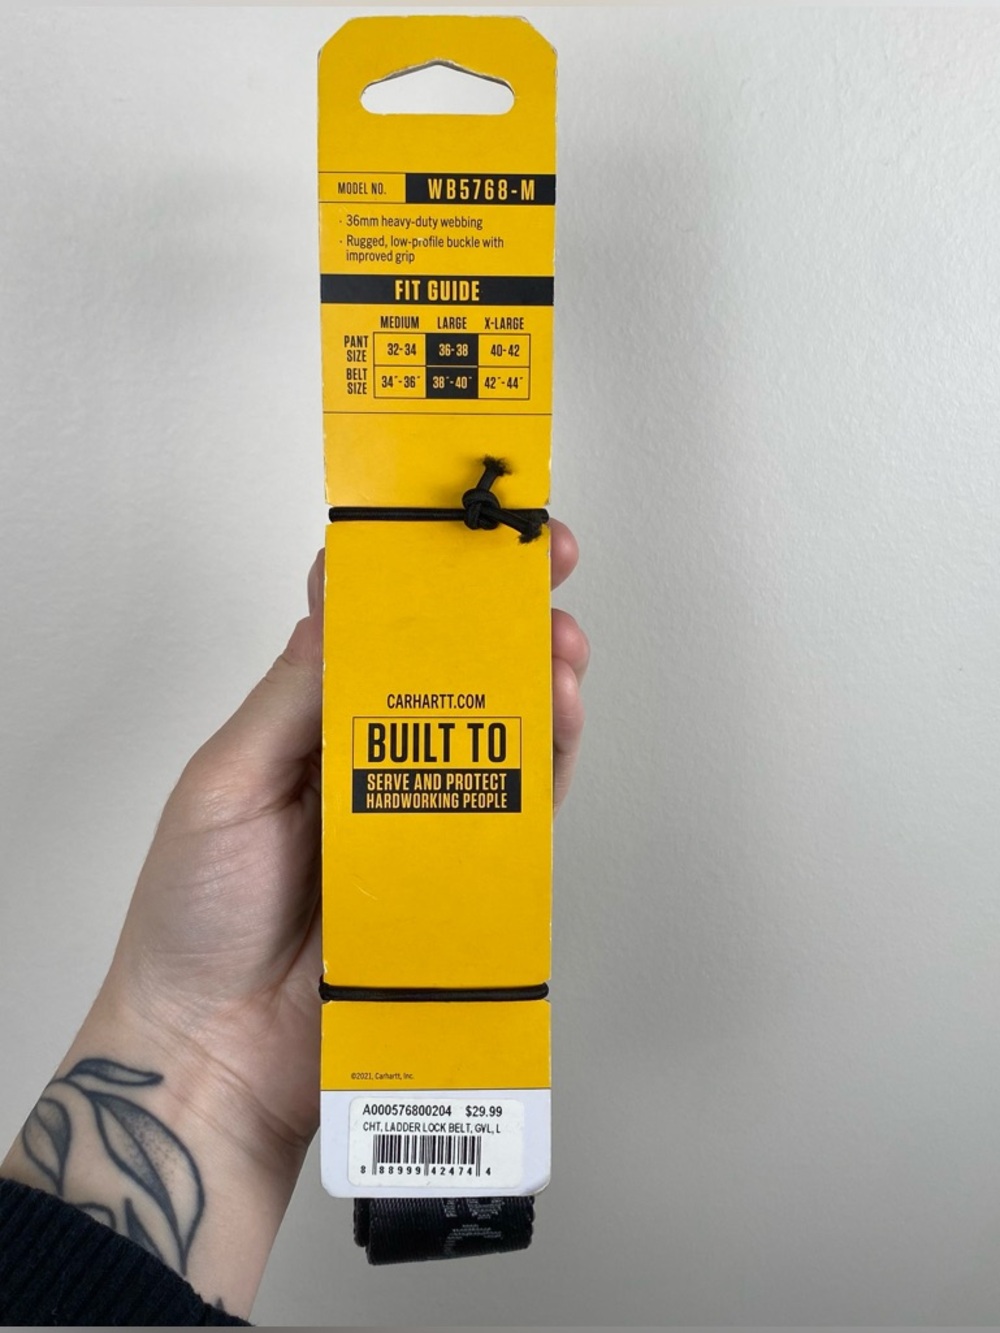 MODEL NO. WB5768-M
· 36mm heavy-duty webbing
· Rugged, low-profile buckle with
improved grip
FIT GUIDE
MEDIUM LARGE X-LARGE
PANT SIZE 32-34 36-38 40-42
BELT SIZE 34"-36" 38"-40" 42"-44"
CARHARTT.COM
BUILT TO
SERVE AND PROTECT
HARDWORKING PEOPLE
©2021, Carhartt, Inc.
A000576800204 $29.99
CHT, LADDER LOCK BELT, GVL, L
8 88999 42474 4